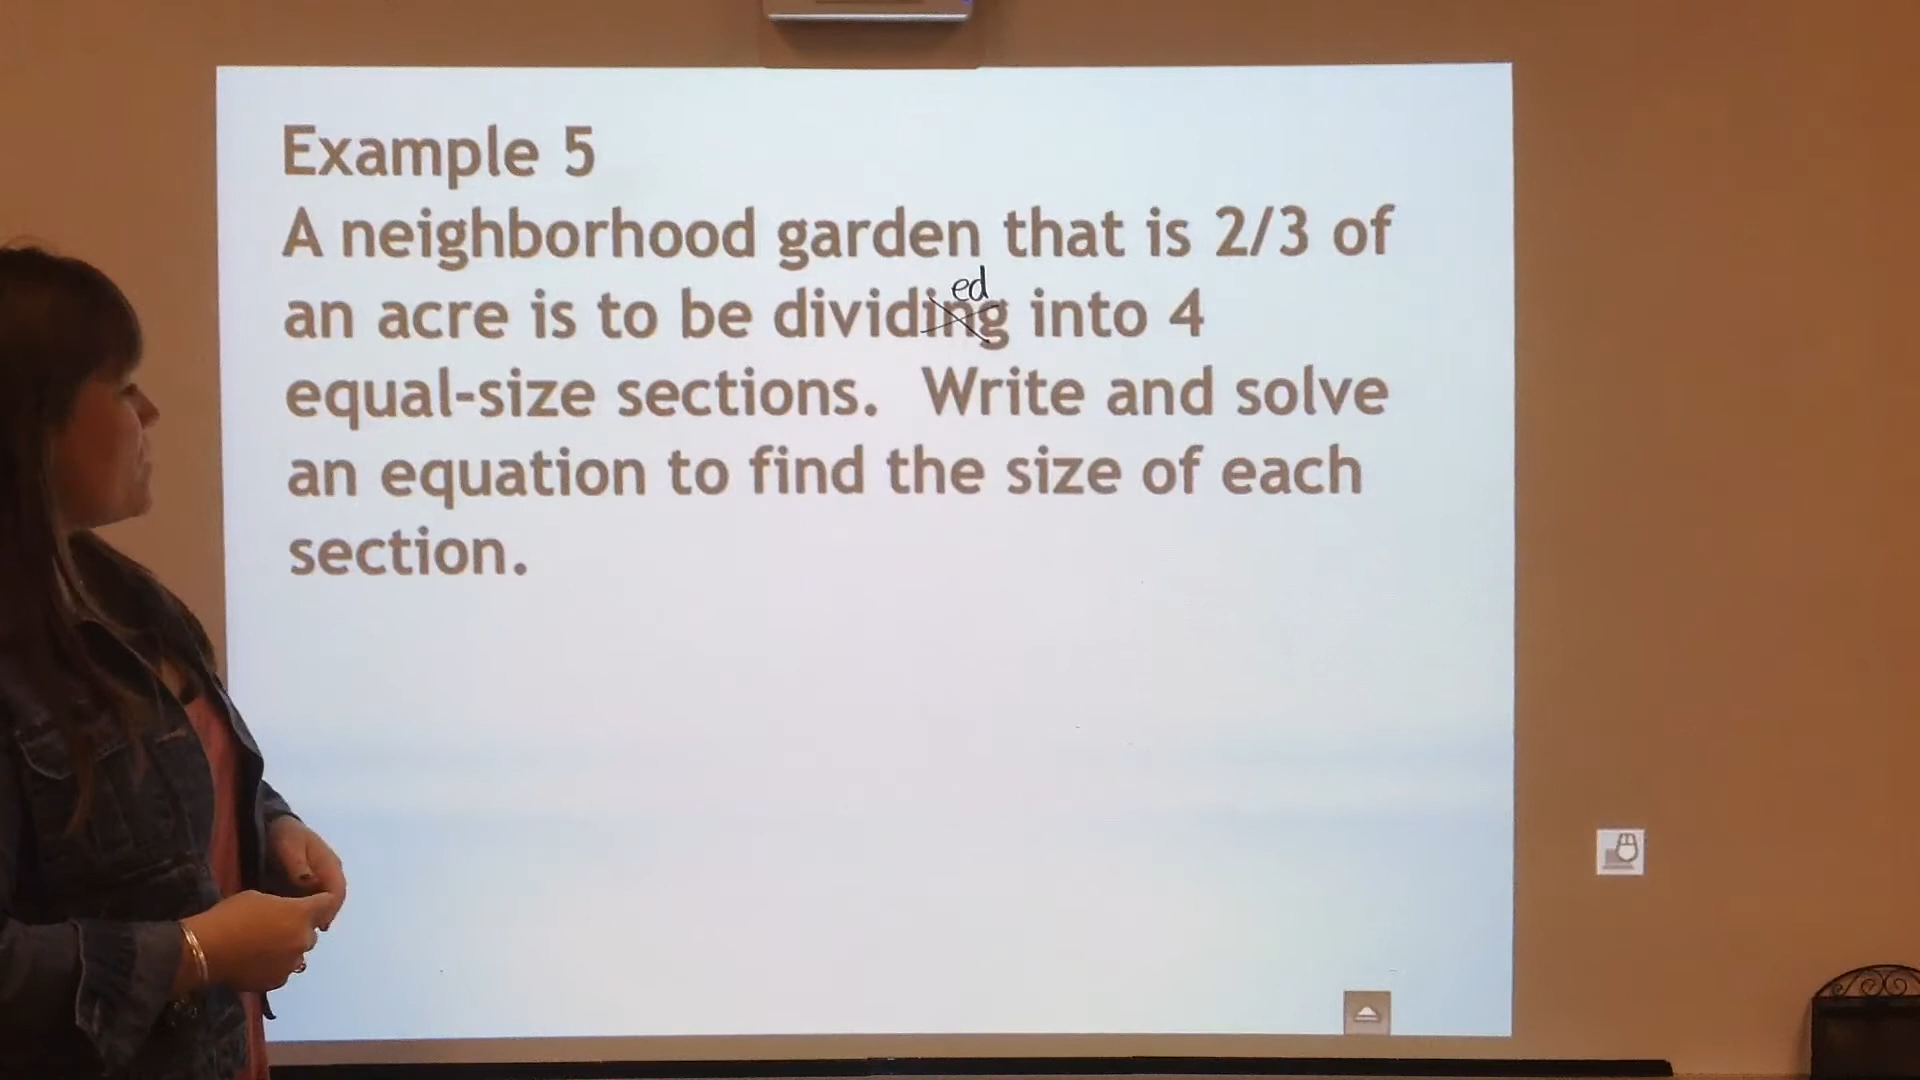 Example 5
A neighborhood garden that is 2/3 of
ed
an acre is to be dividing into 4
equal-size sections. Write and solve
an equation to find the size of each
section.